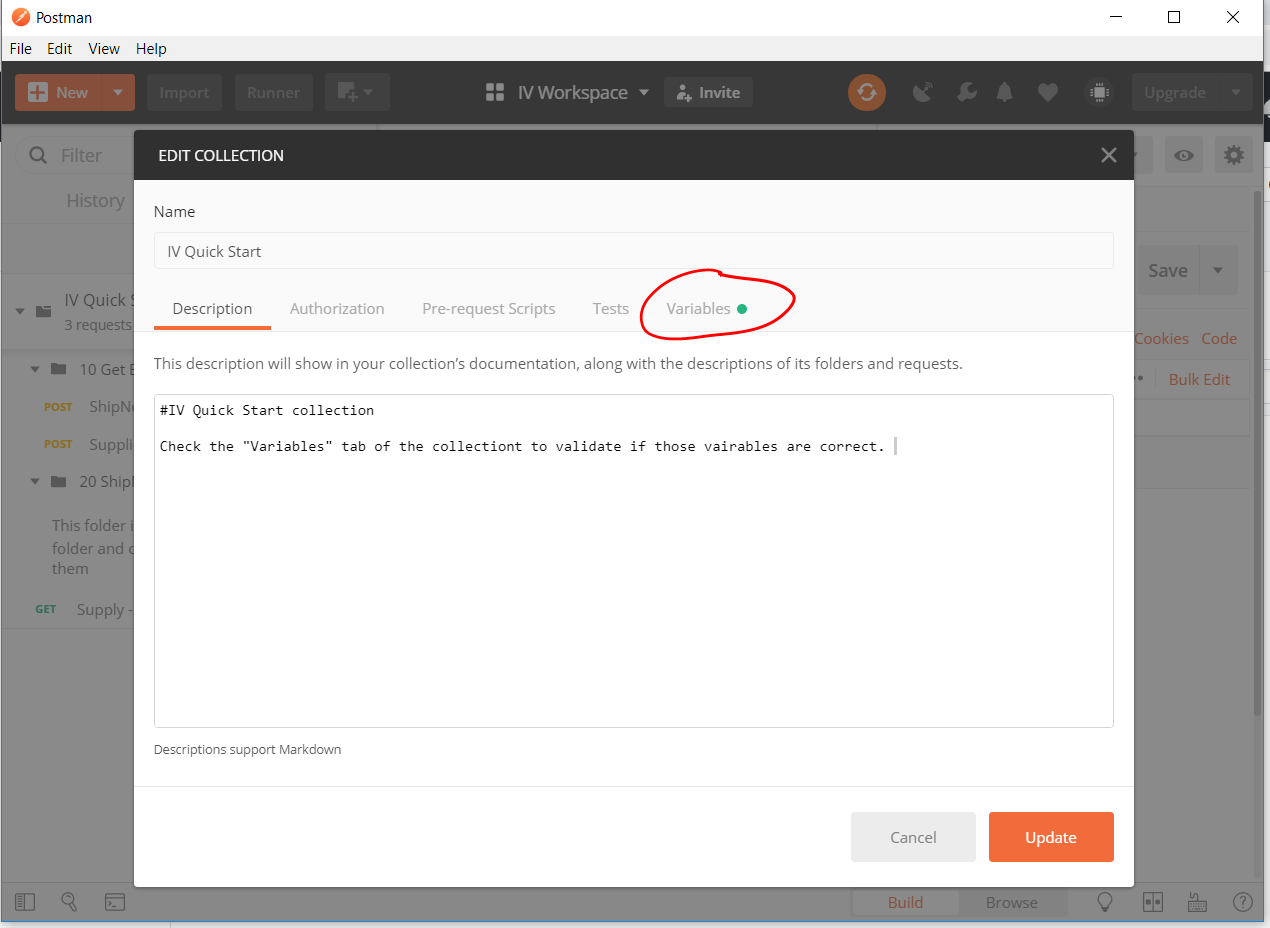 Postman
File Edit View Help
New Import Runner IV Workspace Invite Upgrade
Filter
History
EDIT COLLECTION
Name
IV Quick Start
Description Authorization Pre-request Scripts Tests Variables
This description will show in your collection’s documentation, along with the descriptions of its folders and requests.
#IV Quick Start collection
Check the "Variables" tab of the collectiont to validate if those vairables are correct.
Descriptions support Markdown
Cancel Update
IV Quick
3 requests
10 Get
POST
POST
20
This folder
folder and
them
GET Supply -
Save
Cookies Code
Bulk Edit
Build Browse